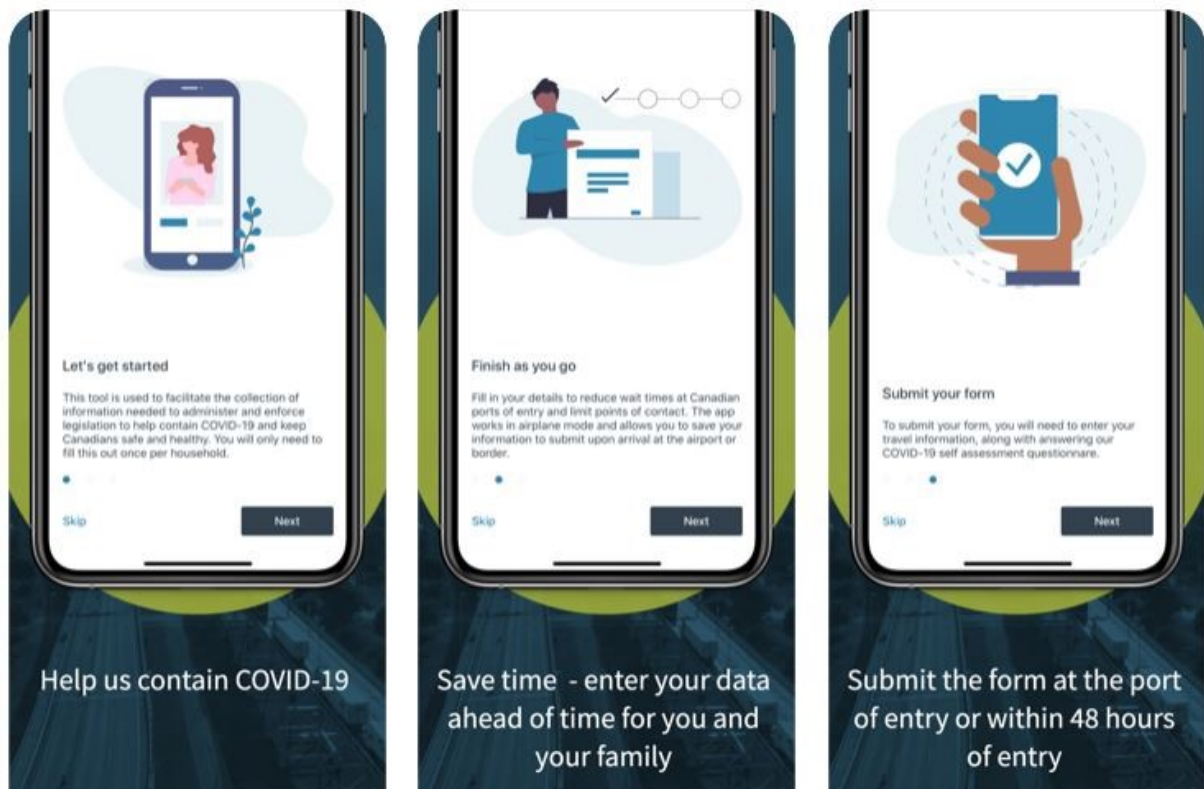 Let's get started
This tool is used to facilitate the collection of
information needed to administer and enforce
legislation to help contain COVID-19 and keep
Canadians safe and healthy. You will only need to
fill this out once per household.
Skip
Next
Help us contain COVID-19
Finish as you go
Fill in your details to reduce wait times at Canadian
ports of entry and limit points of contact. The app
works in airplane mode and allows you to save your
information to submit upon arrival at the airport or
border.
Skip
Next
Save time - enter your data
ahead of time for you and
your family
Submit your form
To submit your form, you will need to enter your
travel information, along with answering our
COVID-19 self assessment questionnare.
Skip
Next
Submit the form at the port
of entry or within 48 hours
of entry